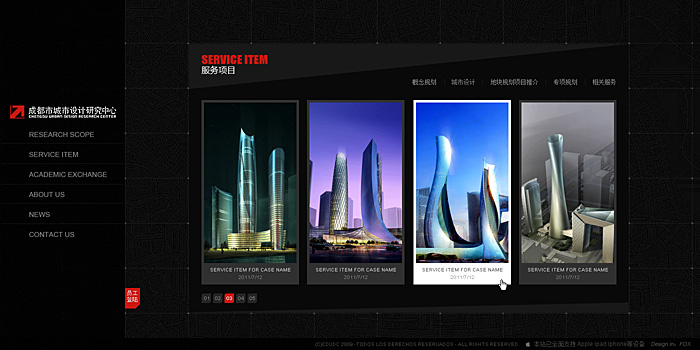 成都市城市设计研究中心
CHENGDU URBAN DESIGN RESEARCH CENTER
RESEARCH SCOPE
SERVICE ITEM
ACADEMIC EXCHANGE
ABOUT US
NEWS
CONTACT US
员工
登陆
SERVICE ITEM
服务项目
概念规划 城市设计 地块规划项目推介 专项规划 相关服务
SERVICE ITEM FOR CASE NAME
2011/7/12
SERVICE ITEM FOR CASE NAME
2011/7/12
SERVICE ITEM FOR CASE NAME
2011/7/12
SERVICE ITEM FOR CASE NAME
2011/7/12
01 02 03 04 05
(C)CDUDC 2009 - TODOS LOS DERECHOS RESERUADOS - ALL RIGHTS RESERVED 本站已全面支持 Apple ipad iphone等设备 Design in: FOX